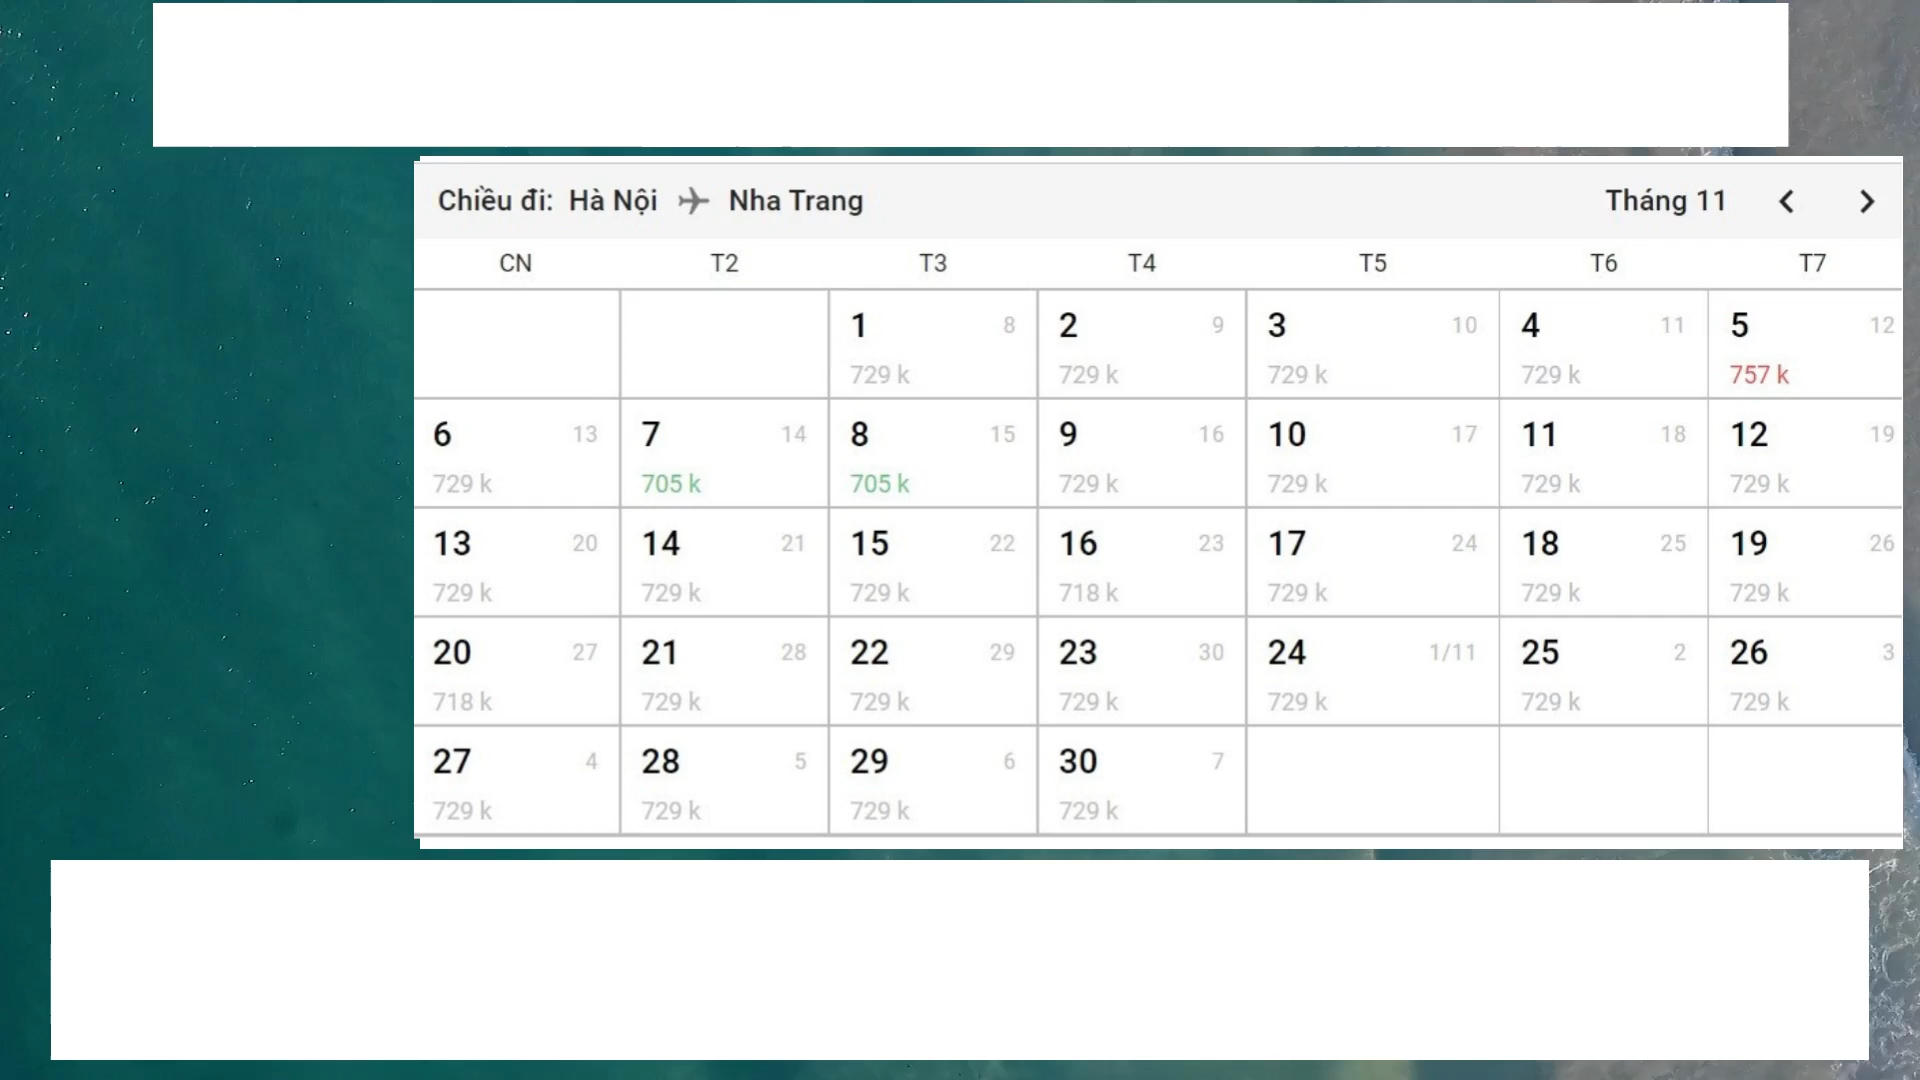 Chiều đi: Hà Nội Nha Trang Tháng 11
CN T2 T3 T4 T5 T6 T7
1 8 2 9 3 10 4 11 5 12
729 k 729 k 729 k 729 k 757 k
6 13 7 14 8 15 9 16 10 17 11 18 12 19
729 k 705 k 705 k 729 k 729 k 729 k 729 k
13 20 14 21 15 22 16 23 17 24 18 25 19 26
729 k 729 k 729 k 718 k 729 k 729 k 729 k
20 27 21 28 22 29 23 30 24 1/11 25 2 26 3
718 k 729 k 729 k 729 k 729 k 729 k 729 k
27 4 28 5 29 6 30 7
729 k 729 k 729 k 729 k